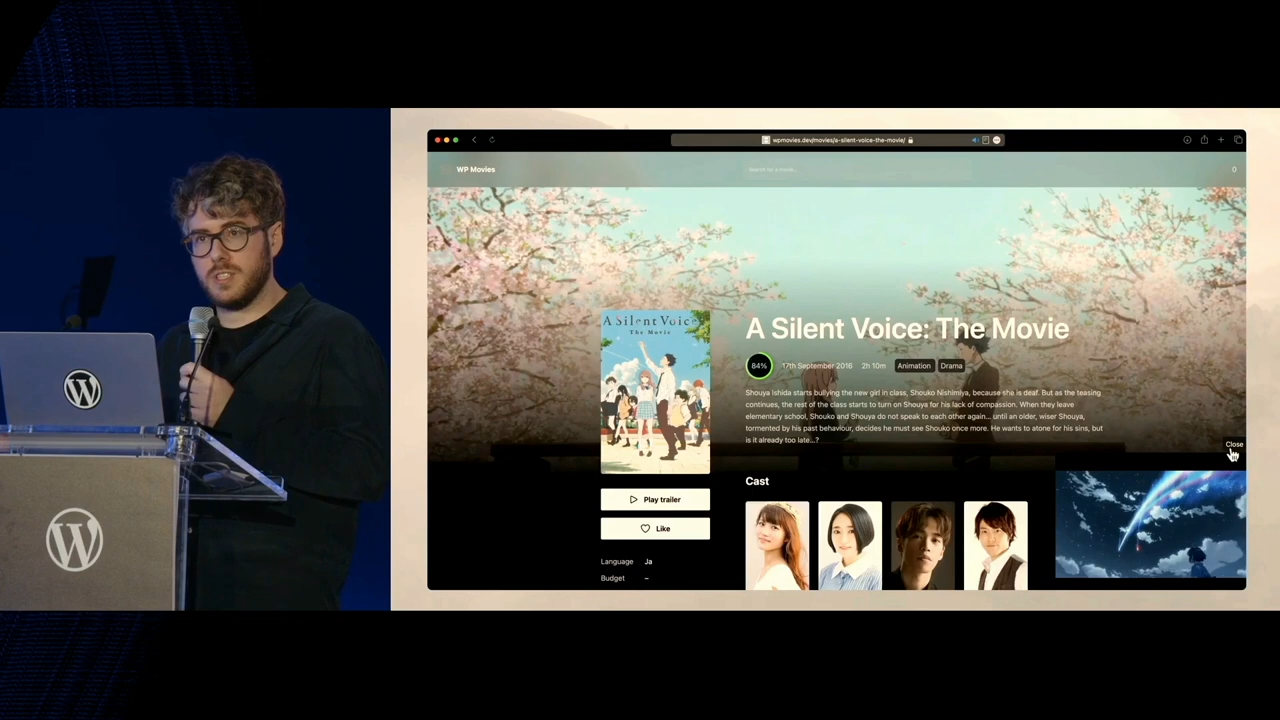 wpmovies.dev/movies/a-silent-voice-the-movie/
WP Movies
Search for a movie...
0
A Silent Voice
The Movie
A Silent Voice: The Movie
84%
17th September 2016
2h 10m
Animation
Drama
Shouya Ishida starts bullying the new girl in class, Shouko Nishimiya, because she is deaf. But as the teasing
continues, the rest of the class starts to turn on Shouya for his lack of compassion. When they leave
elementary school, Shouko and Shouya do not speak to each other again... until an older, wiser Shouya,
tormented by his past behaviour, decides he must see Shouko once more. He wants to atone for his sins, but
is it already too late...?
Close
Cast
Play trailer
Like
Language Ja
Budget –